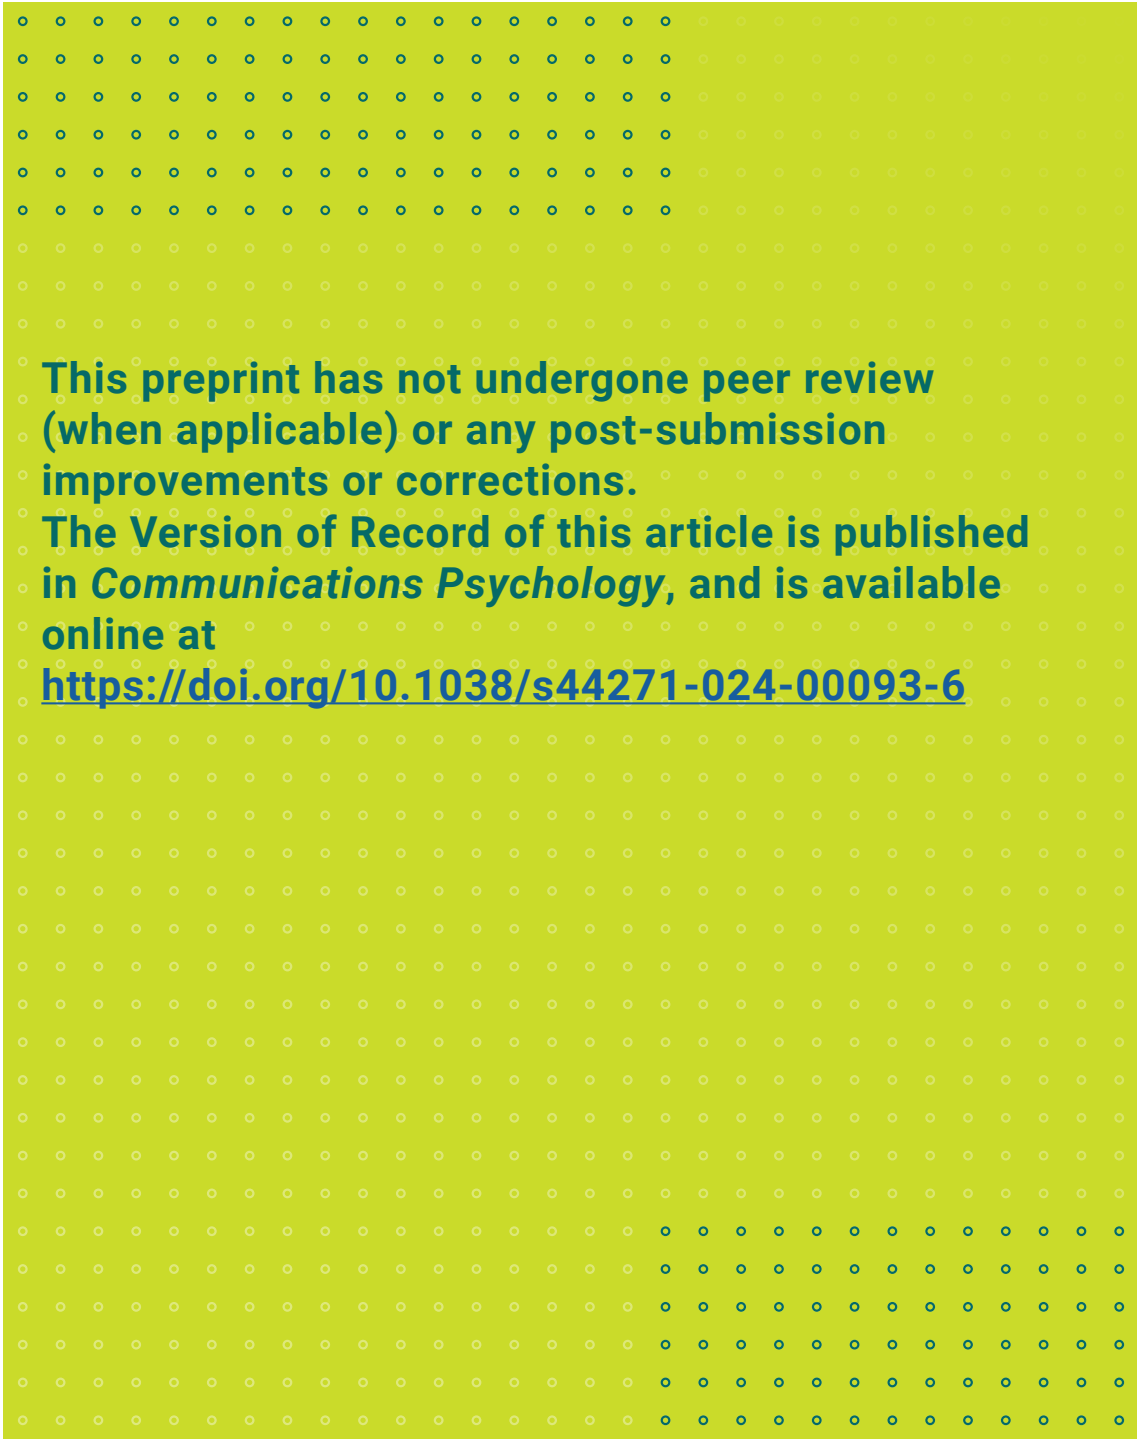 This preprint has not undergone peer review
(when applicable) or any post-submission
improvements or corrections.
The Version of Record of this article is published
in Communications Psychology, and is available
online at
https://doi.org/10.1038/s44271-024-00093-6